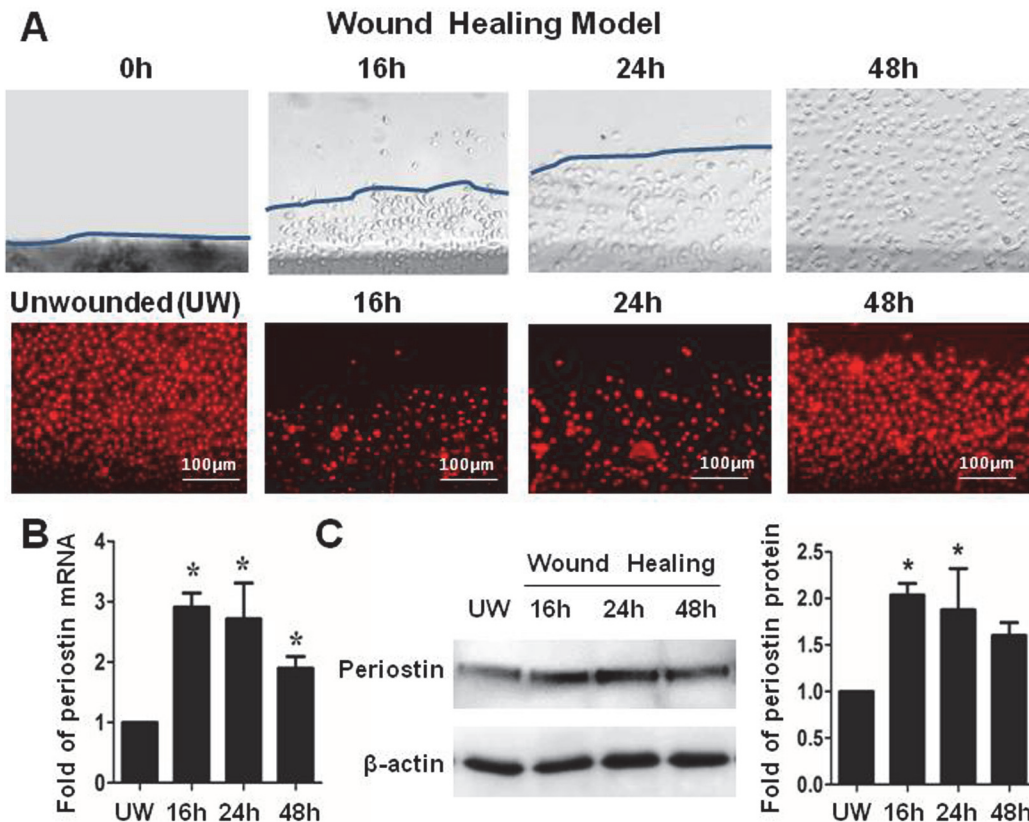 A
Wound Healing Model
0h 16h 24h 48h
Unwounded (UW) 16h 24h 48h
100µm 100µm 100µm 100µm
B
Fold of periostin mRNA
4
3
2
1
0
* * *
UW 16h 24h 48h
C
Wound Healing
UW 16h 24h 48h
Periostin
β-actin
Fold of periostin protein
2.5
2.0
1.5
1.0
0.5
0.0
* *
UW 16h 24h 48h